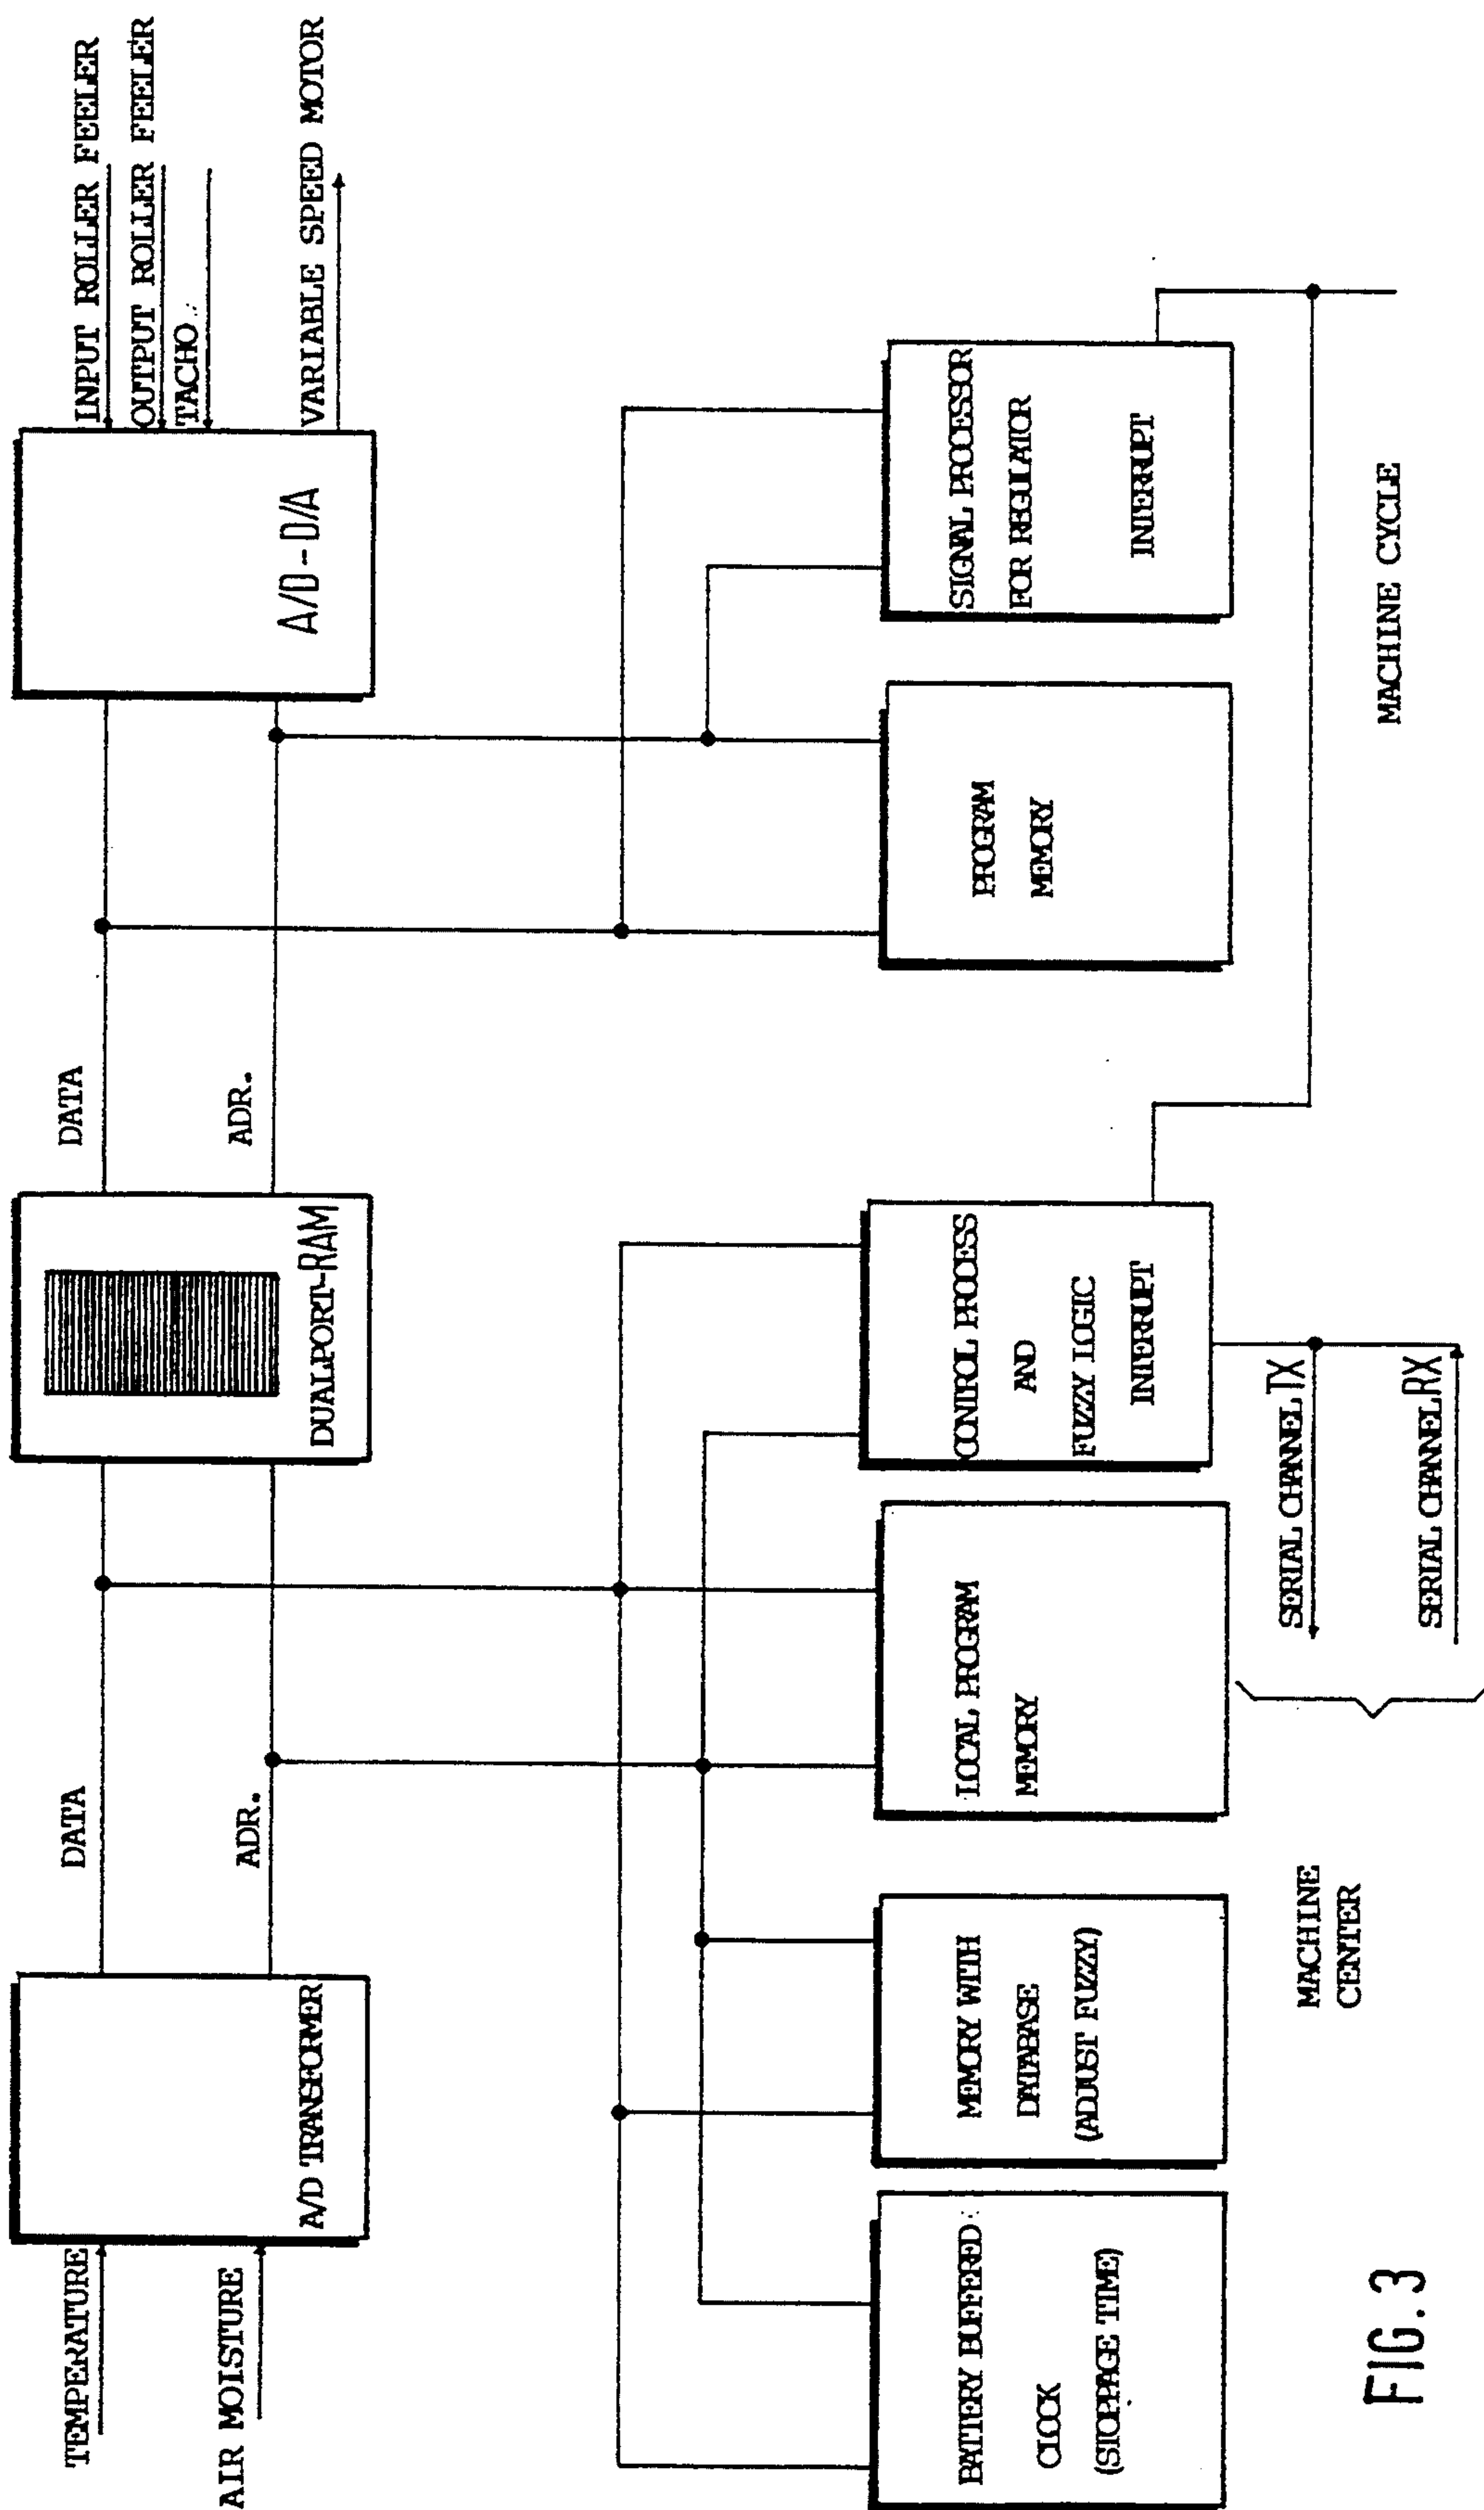 TEMPERATURE
AIR MOISTURE
A/D TRANSFORMER
DATA
ADR.
DUALPORT-RAM
DATA
ADR.
A/D--D/A
INPUT ROLLER FEELER
OUTPUT ROLLER FEELER
TACHO
VARIABLE SPEED MOTOR
BATTERY BUFFERED
CLOCK
(STOPPAGE TIME)
MEMORY WITH
DATABASE
(ADJUST FUZZY)
LOCAL PROGRAM
MEMORY
CONTROL PROCESS
AND
FUZZY LOGIC
INTERRUPT
PROGRAM
MEMORY
SIGNAL PROCESSOR
FOR REGULATOR
INTERRUPT
MACHINE
CENTER
SERIAL CHANNEL TX
SERIAL CHANNEL RX
MACHINE CYCLE
FIG. 3